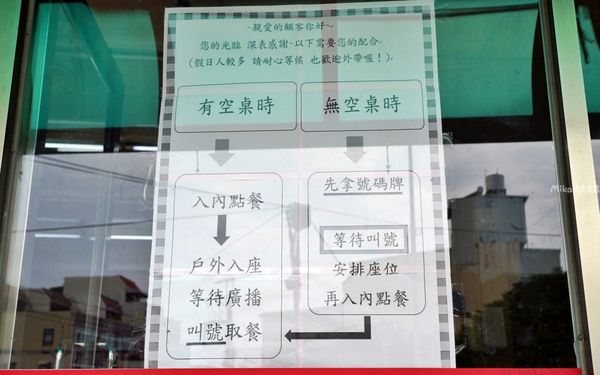 ~親愛的顧客你好~
您的光臨 深表感謝~以下需要您的配合~
(假日人較多 請耐心等候 也歡迎外帶喔！)~
有空桌時
無空桌時
入內點餐
戶外入座
等待廣播
叫號取餐
先拿號碼牌
等待叫號
安排座位
再入內點餐